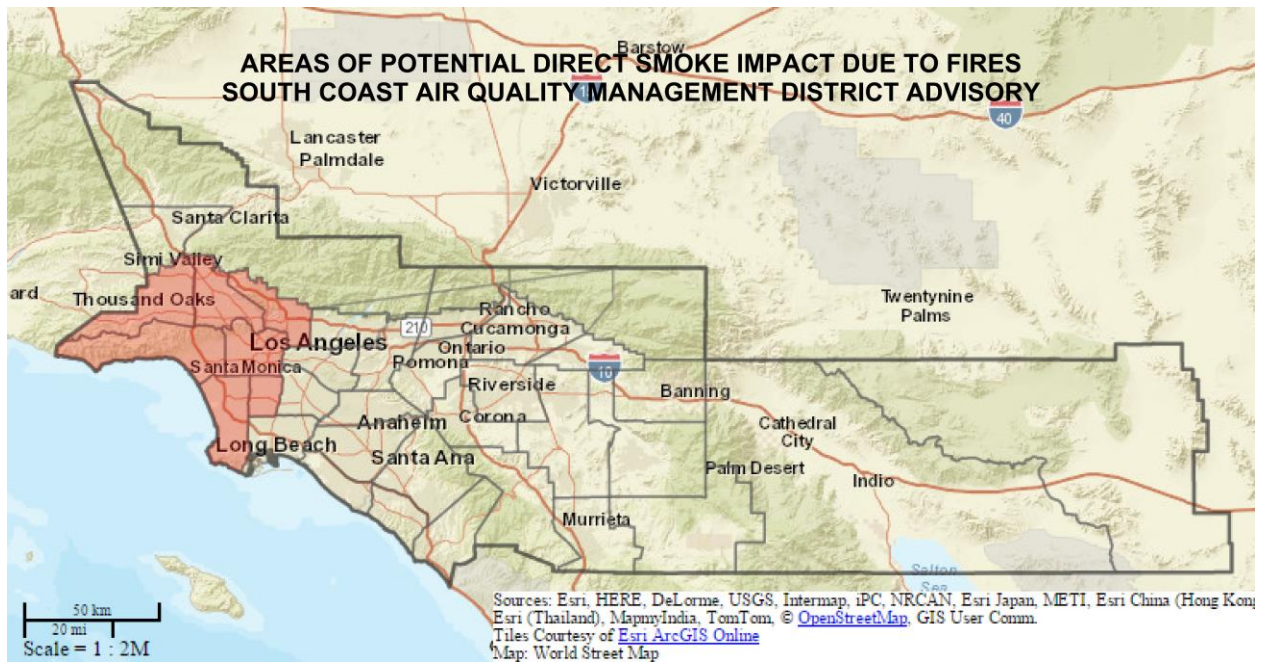 Barstow
AREAS OF POTENTIAL DIRECT SMOKE IMPACT DUE TO FIRES
SOUTH COAST AIR QUALITY MANAGEMENT DISTRICT ADVISORY
40
Lancaster
Palmdale
Victorville
Santa Clarita
Simi Valley
ard
Thousand Oaks
Twentynine
Palms
Rancho
Cucamonga
210
Los Angeles
Ontario
Pomona
Santa Monica
10
Riverside
Banning
Anaheim
Corona
Cathedral
City
Long Beach
Santa Ana
Palm Desert
Indio
Murrieta
Salton
Sea
50 km
20 mi
Scale = 1 : 2M
Sources: Esri, HERE, DeLorme, USGS, Intermap, iPC, NRCAN, Esri Japan, METI, Esri China (Hong Kong
Esri (Thailand), MapmyIndia, TomTom, © OpenStreetMap, GIS User Comm.
Tiles Courtesy of Esri ArcGIS Online
Map: World Street Map